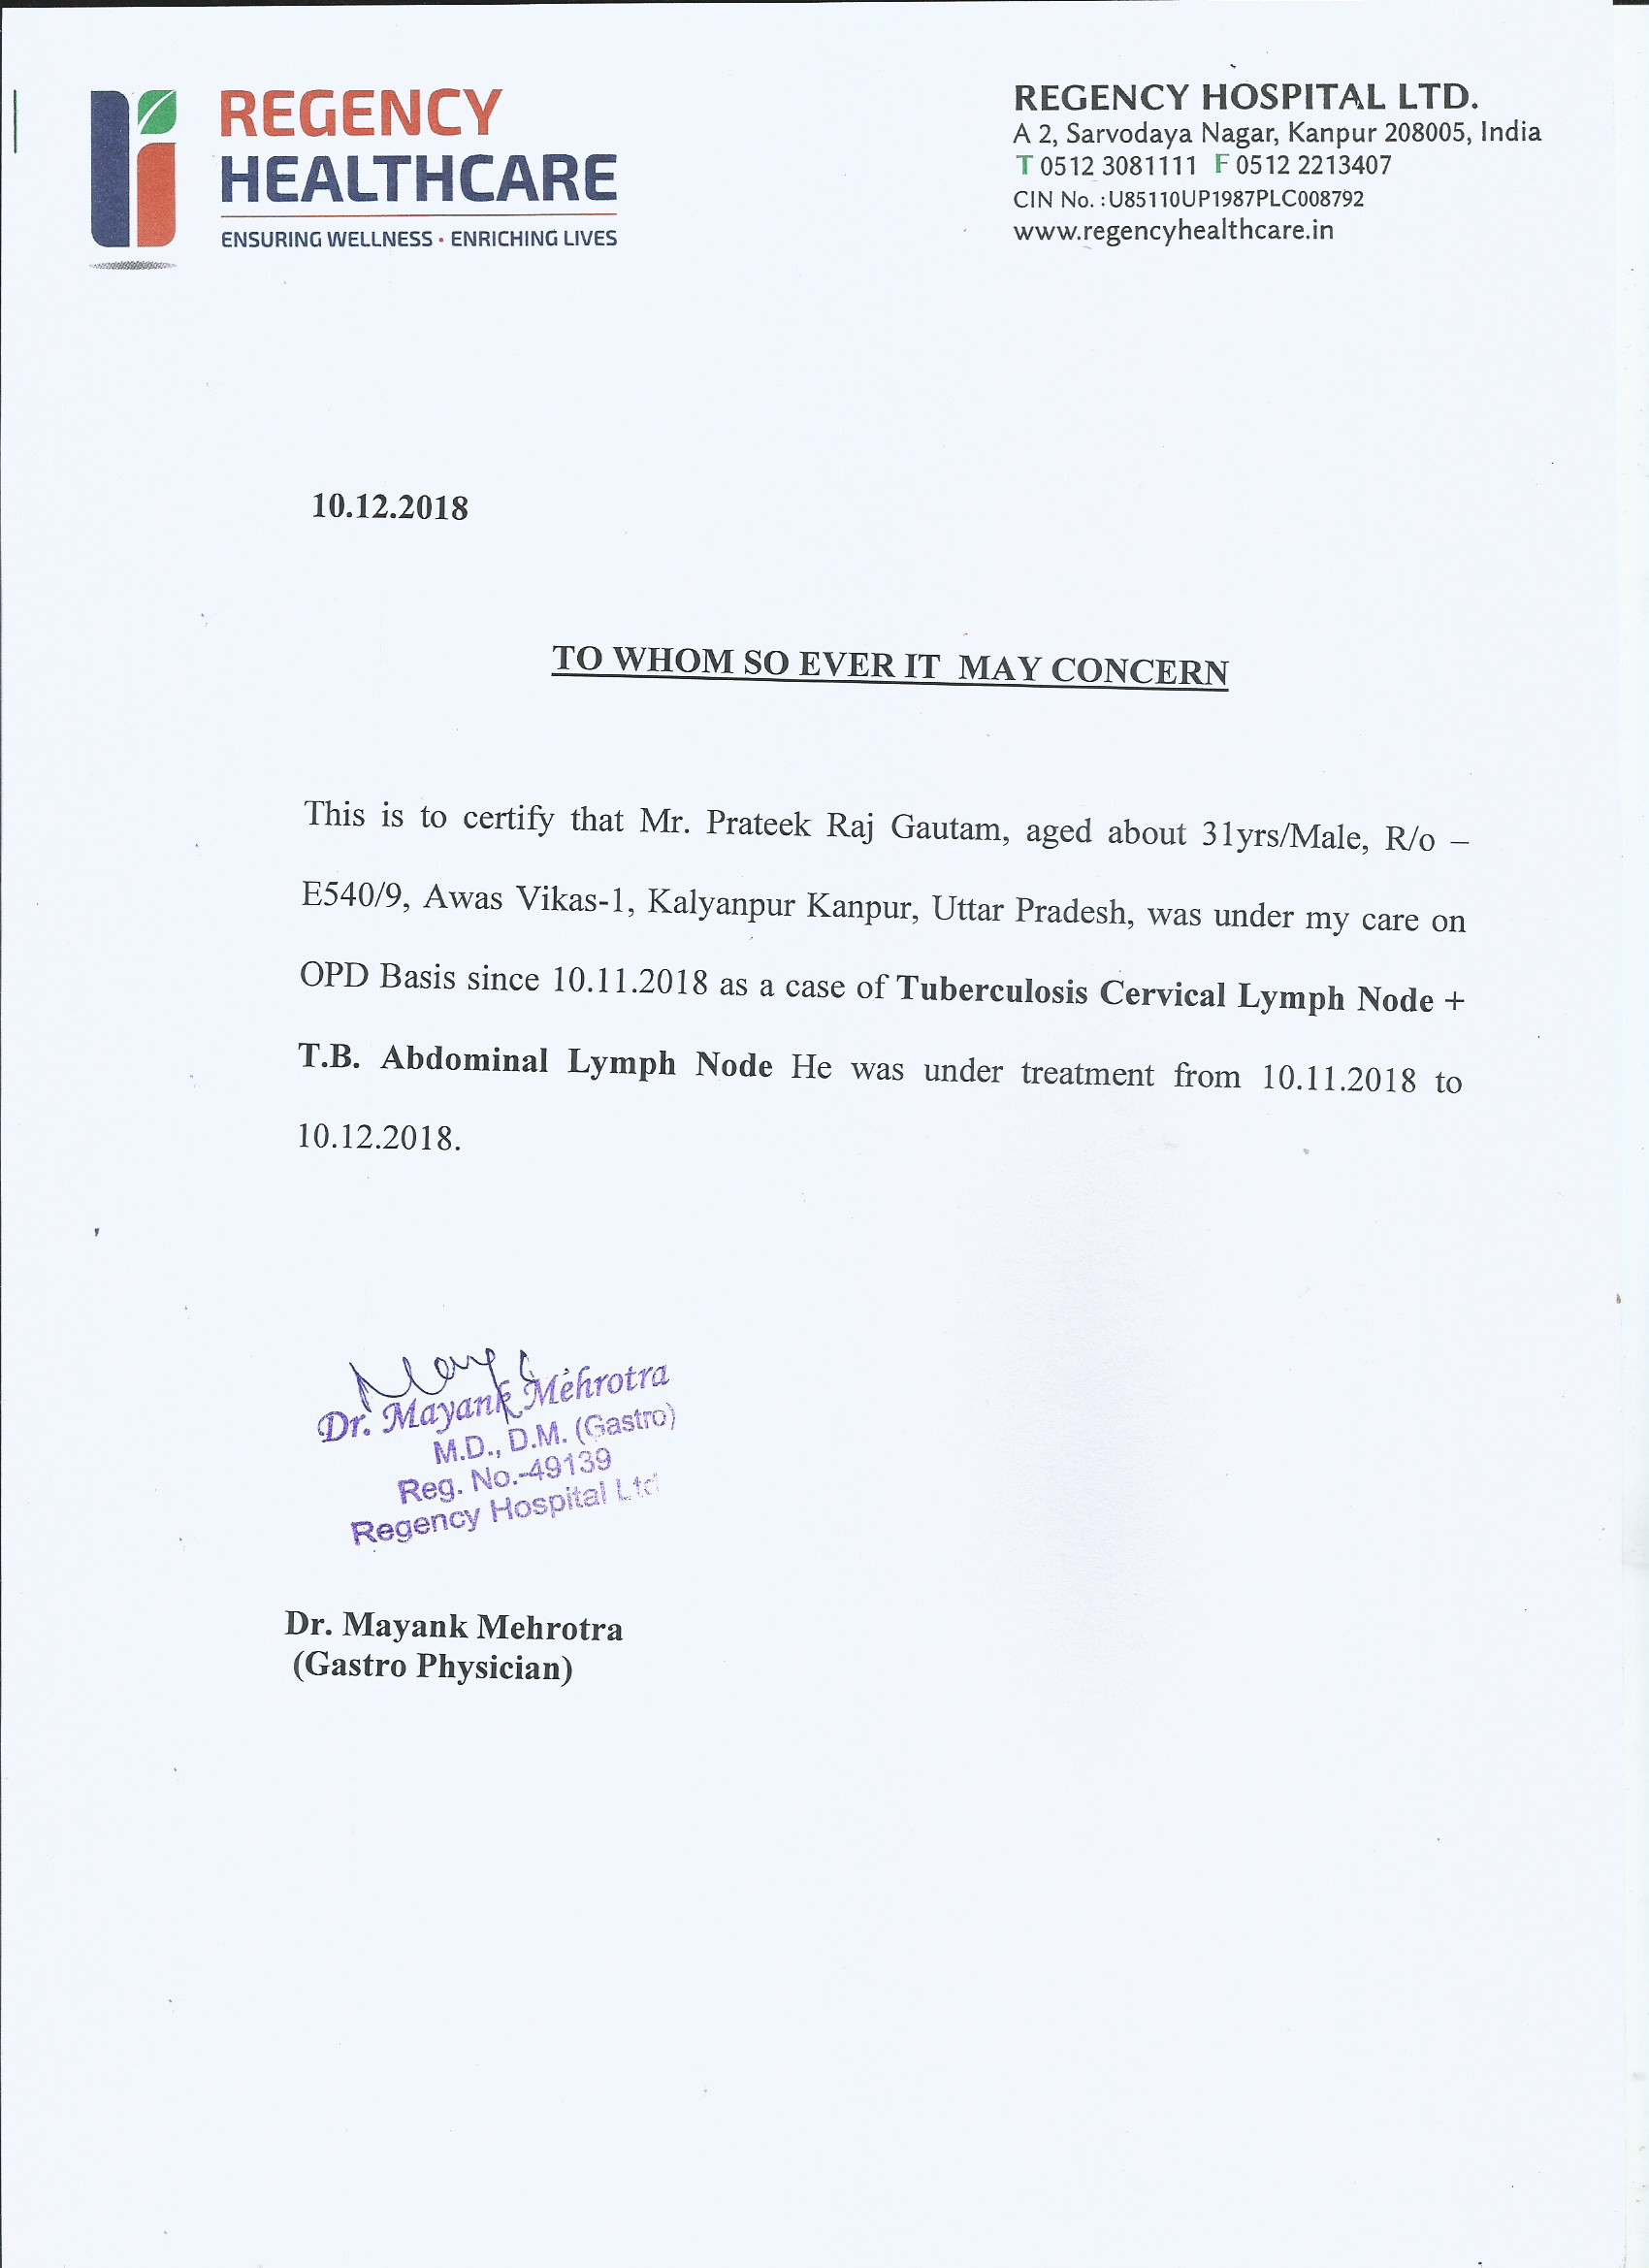 REGENCY
HEALTHCARE
ENSURING WELLNESS • ENRICHING LIVES
REGENCY HOSPITAL LTD.
A 2, Sarvodaya Nagar, Kanpur 208005, India
T 0512 3081111 F 0512 2213407
CIN No. : U85110UP1987PLC008792
www.regencyhealthcare.in
10.12.2018
TO WHOM SO EVER IT MAY CONCERN
This is to certify that Mr. Prateek Raj Gautam, aged about 31yrs/Male, R/o –
E540/9, Awas Vikas-1, Kalyanpur Kanpur, Uttar Pradesh, was under my care on
OPD Basis since 10.11.2018 as a case of Tuberculosis Cervical Lymph Node +
T.B. Abdominal Lymph Node He was under treatment from 10.11.2018 to
10.12.2018.
Dr. Mayank Mehrotra
M.D., D.M. (Gastro)
Reg. No.-49139
Regency Hospital Ltd
Dr. Mayank Mehrotra
(Gastro Physician)